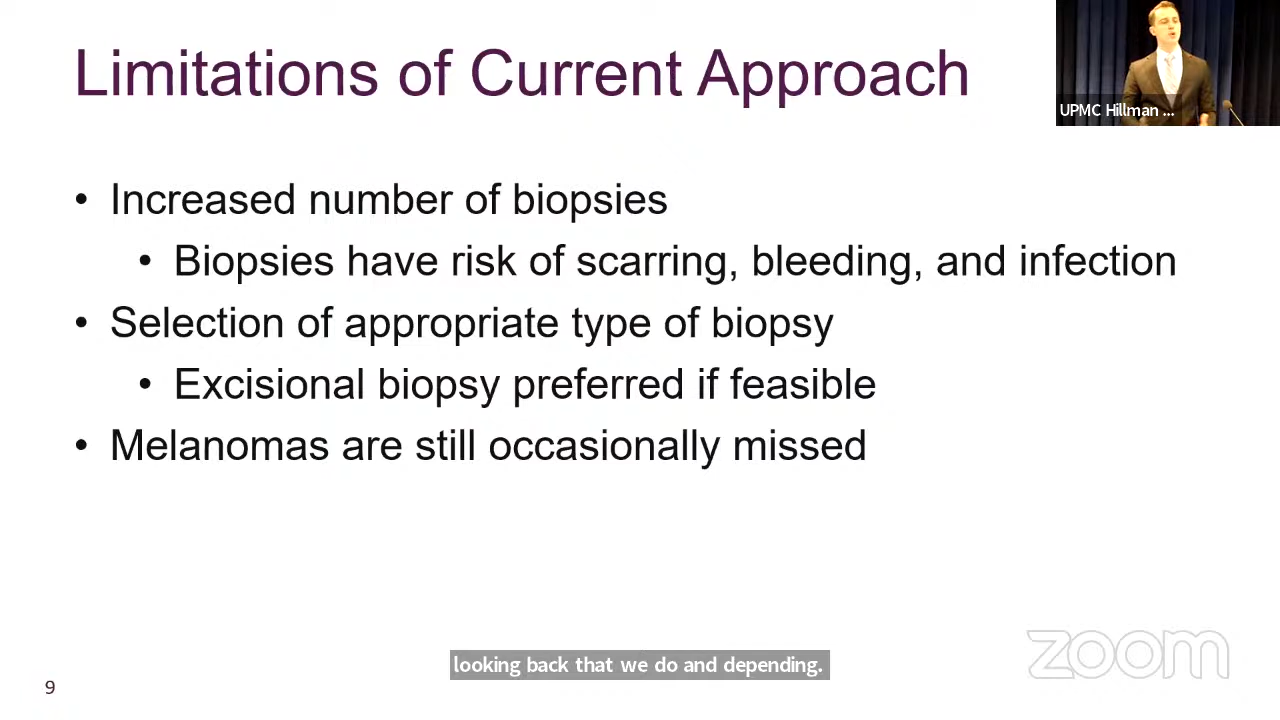 Limitations of Current Approach
UPMC Hillman ...
• Increased number of biopsies
• Biopsies have risk of scarring, bleeding, and infection
• Selection of appropriate type of biopsy
• Excisional biopsy preferred if feasible
• Melanomas are still occasionally missed
zoom
looking back that we do and depending.
9